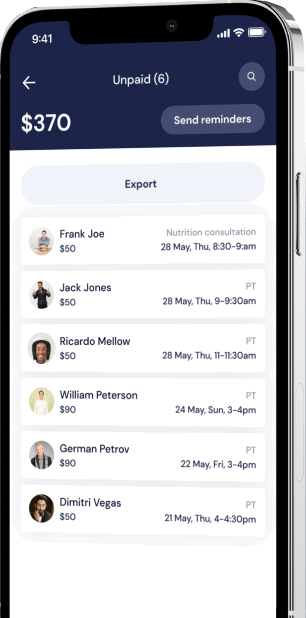 9:41
Unpaid (6)
$370
Send reminders
Export
Frank Joe
Nutrition consultation
$50
28 May, Thu, 8:30-9:am
Jack Jones
PT
$50
28 May, Thu, 9-9:30am
Ricardo Mellow
PT
$50
28 May, Thu, 11-11:30am
William Peterson
PT
$90
24 May, Sun, 3-4pm
German Petrov
PT
$90
22 May, Fri, 3-4pm
Dimitri Vegas
PT
$50
21 May, Thu, 4-4:30pm